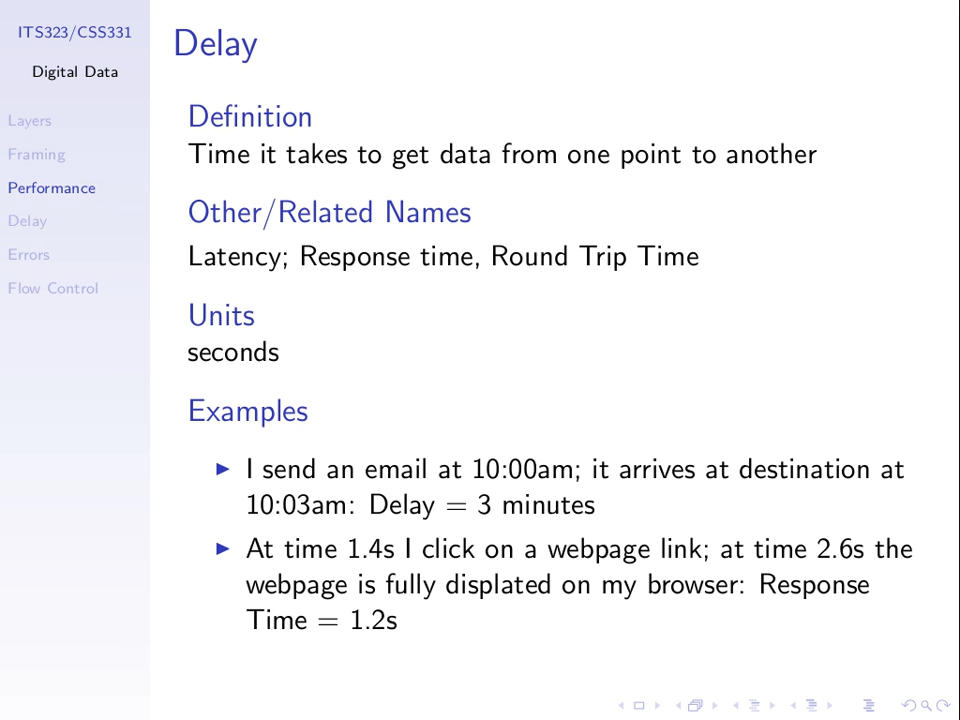 ITS323/CSS331
Digital Data
Layers
Framing
Performance
Delay
Errors
Flow Control
Delay
Definition
Time it takes to get data from one point to another
Other/Related Names
Latency; Response time, Round Trip Time
Units
seconds
Examples
I send an email at 10:00am; it arrives at destination at
10:03am: Delay = 3 minutes
At time 1.4s I click on a webpage link; at time 2.6s the
webpage is fully displated on my browser: Response
Time = 1.2s